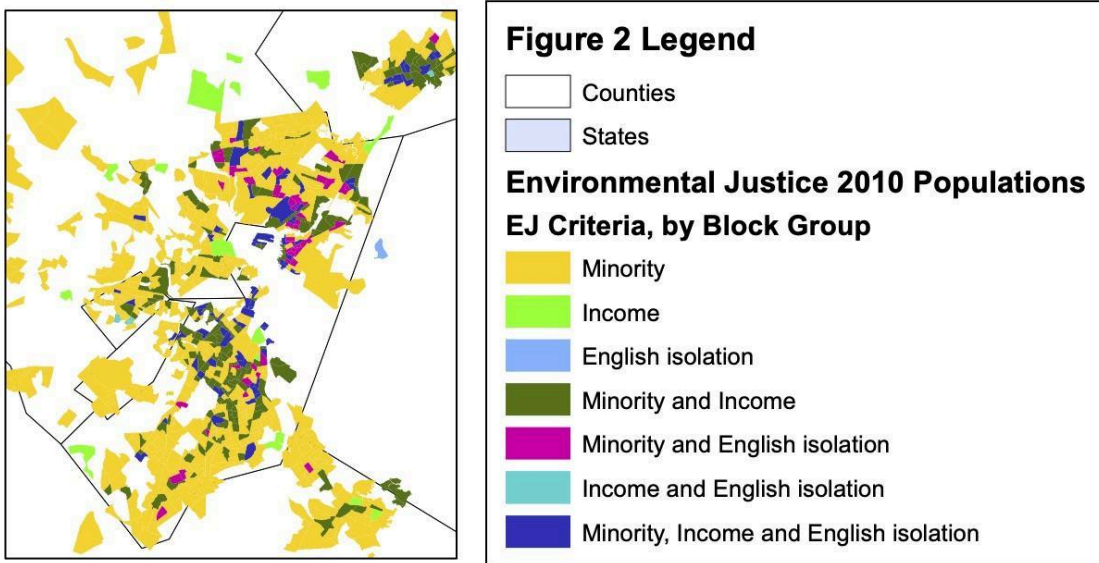 Figure 2 Legend
Counties
States
Environmental Justice 2010 Populations
EJ Criteria, by Block Group
Minority
Income
English isolation
Minority and Income
Minority and English isolation
Income and English isolation
Minority, Income and English isolation